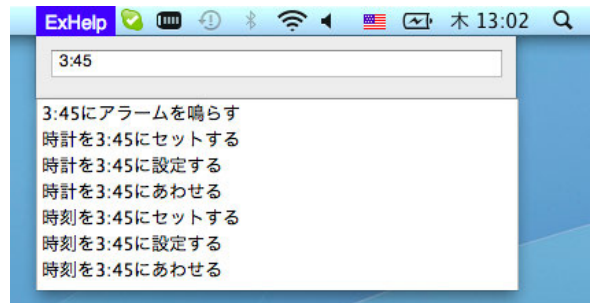 ExHelp 木 13:02
3:45
3:45にアラームを鳴らす
時計を3:45にセットする
時計を3:45に設定する
時計を3:45にあわせる
時刻を3:45にセットする
時刻を3:45に設定する
時刻を3:45にあわせる